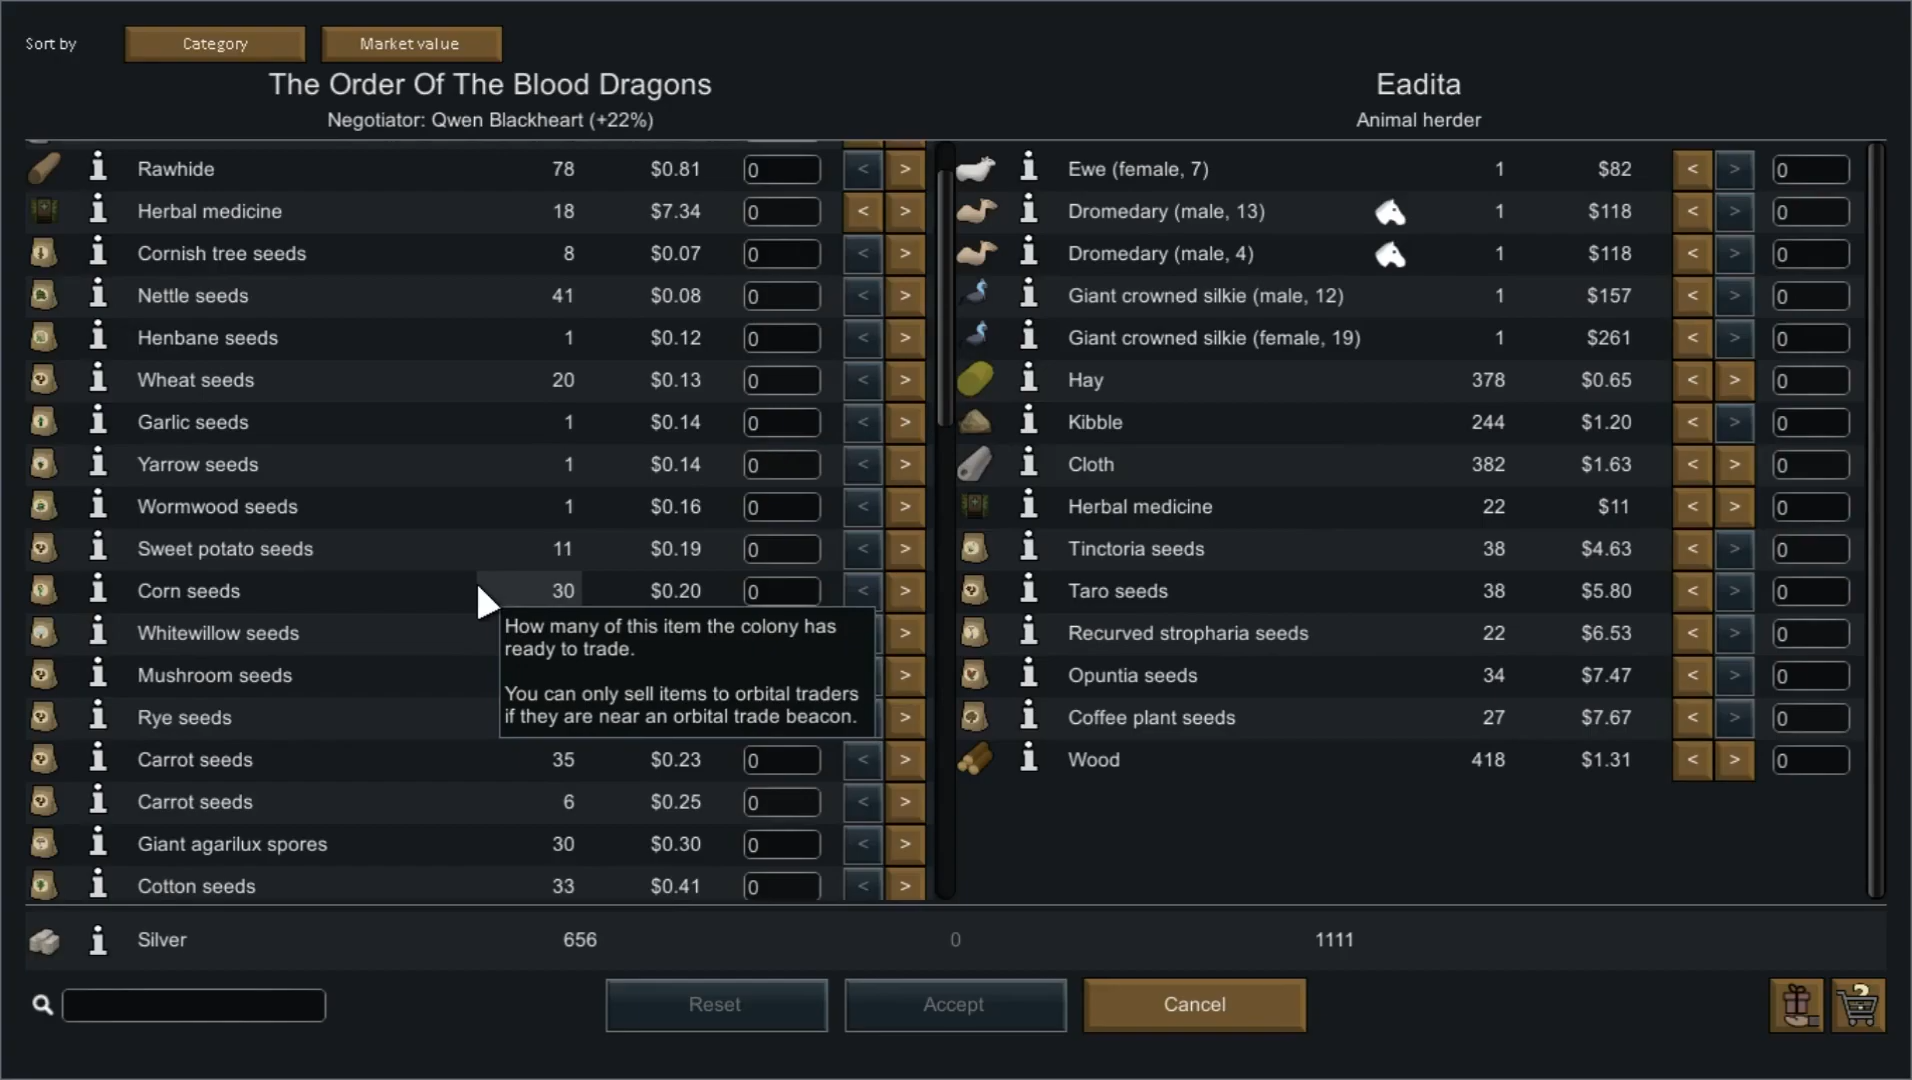 Sort by Category Market value
The Order Of The Blood Dragons
Negotiator: Qwen Blackheart (+22%)
Eadita
Animal herder
Rawhide 78 $0.81 0 < >
Herbal medicine 18 $7.34 0 < >
Cornish tree seeds 8 $0.07 0 < >
Nettle seeds 41 $0.08 0 < >
Henbane seeds 1 $0.12 0 < >
Wheat seeds 20 $0.13 0 < >
Garlic seeds 1 $0.14 0 < >
Yarrow seeds 1 $0.14 0 < >
Wormwood seeds 1 $0.16 0 < >
Sweet potato seeds 11 $0.19 0 < >
Corn seeds 30 $0.20 0 < >
Whitewillow seeds >
Mushroom seeds >
Rye seeds >
Carrot seeds 35 $0.23 0 < >
Carrot seeds 6 $0.25 0 < >
Giant agarilux spores 30 $0.30 0 < >
Cotton seeds 33 $0.41 0 < >
How many of this item the colony has
ready to trade.
You can only sell items to orbital traders
if they are near an orbital trade beacon.
Ewe (female, 7) 1 $82 < > 0
Dromedary (male, 13) 1 $118 < > 0
Dromedary (male, 4) 1 $118 < > 0
Giant crowned silkie (male, 12) 1 $157 < > 0
Giant crowned silkie (female, 19) 1 $261 < > 0
Hay 378 $0.65 < > 0
Kibble 244 $1.20 < > 0
Cloth 382 $1.63 < > 0
Herbal medicine 22 $11 < > 0
Tinctoria seeds 38 $4.63 < > 0
Taro seeds 38 $5.80 < > 0
Recurved stropharia seeds 22 $6.53 < > 0
Opuntia seeds 34 $7.47 < > 0
Coffee plant seeds 27 $7.67 < > 0
Wood 418 $1.31 < > 0
Silver 656 0 1111
Reset Accept Cancel